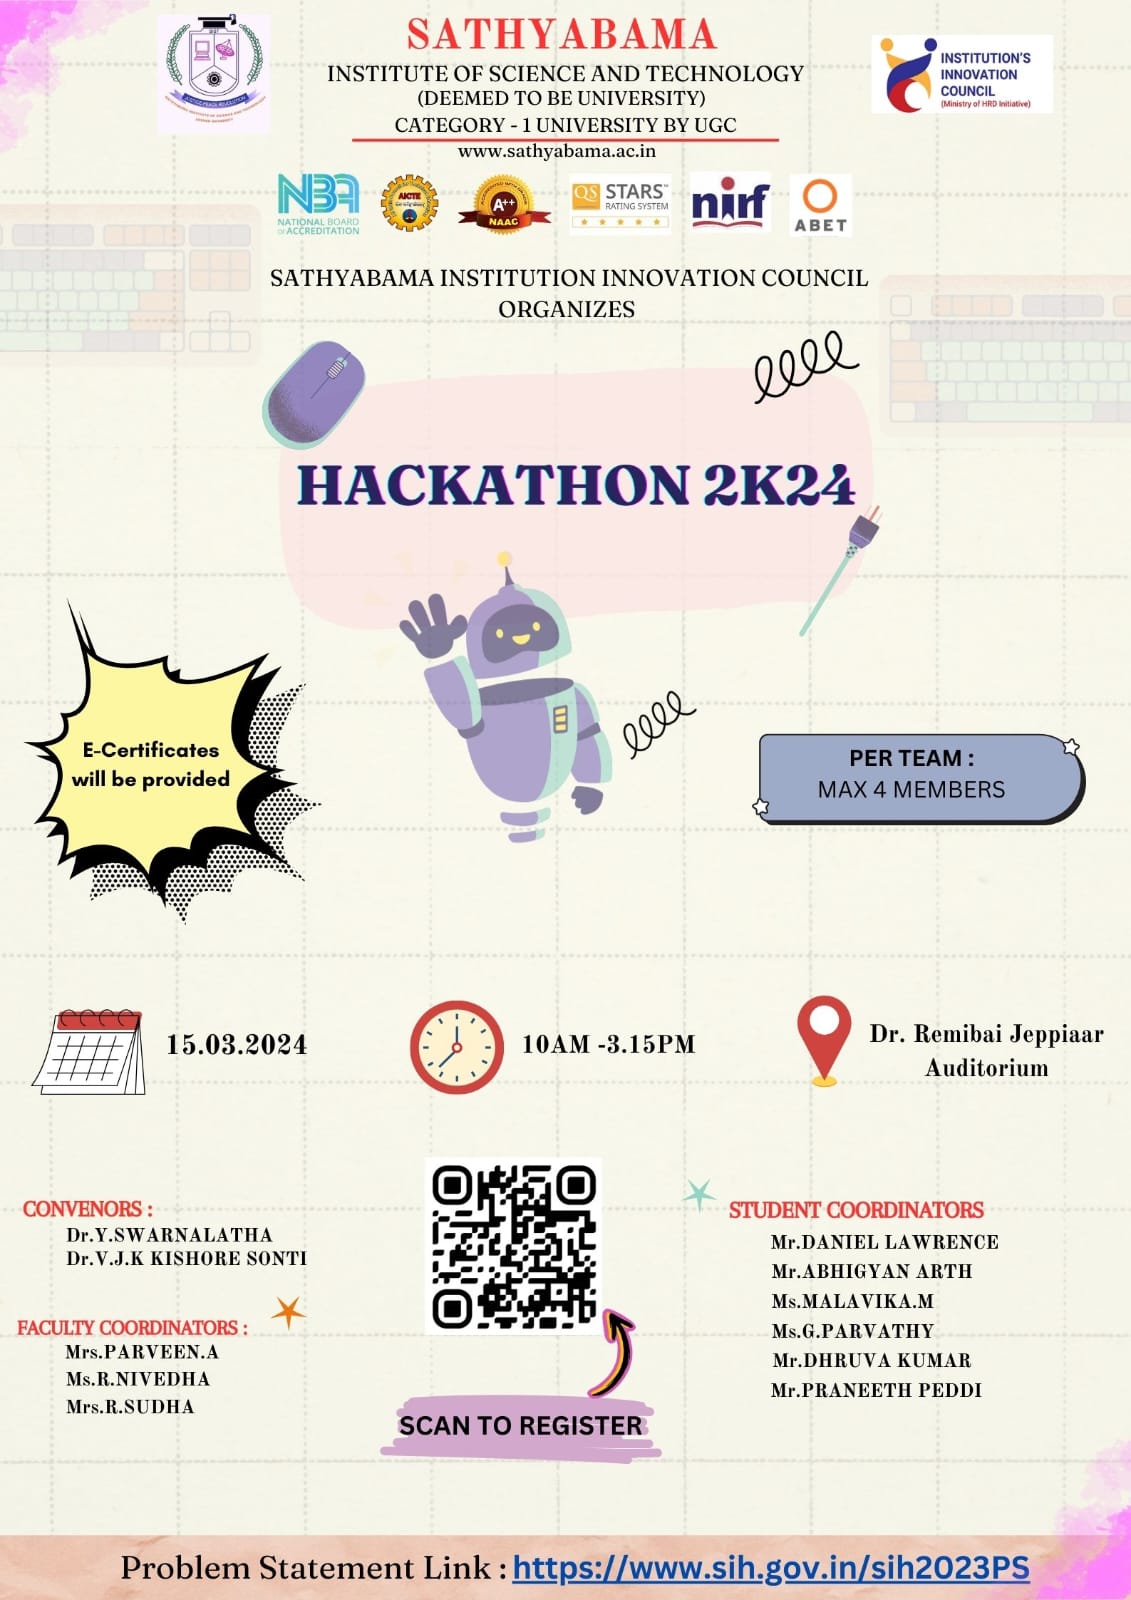 SATHYABAMA
INSTITUTE OF SCIENCE AND TECHNOLOGY
(DEEMED TO BE UNIVERSITY)
CATEGORY - 1 UNIVERSITY BY UGC
www.sathyabama.ac.in
INSTITUTION'S
INNOVATION
COUNCIL
(Ministry of HRD Initiative)
NBA
NATIONAL BOARD
OF ACCREDITATION
AICTE
A++
NAAC
QS STARS™
RATING SYSTEM
nirf
ABET
SATHYABAMA INSTITUTION INNOVATION COUNCIL
ORGANIZES
HACKATHON 2K24
E-Certificates
will be provided
PER TEAM :
MAX 4 MEMBERS
15.03.2024
10AM -3.15PM
Dr. Remibai Jeppiaar
Auditorium
CONVENORS :
Dr.Y.SWARNALATHA
Dr.V.J.K KISHORE SONTI
FACULTY COORDINATORS :
Mrs.PARVEEN.A
Ms.R.NIVEDHA
Mrs.R.SUDHA
SCAN TO REGISTER
STUDENT COORDINATORS
Mr.DANIEL LAWRENCE
Mr.ABHIGYAN ARTH
Ms.MALAVIKA.M
Ms.G.PARVATHY
Mr.DHRUVA KUMAR
Mr.PRANEETH PEDDI
Problem Statement Link : https://www.sih.gov.in/sih2023PS